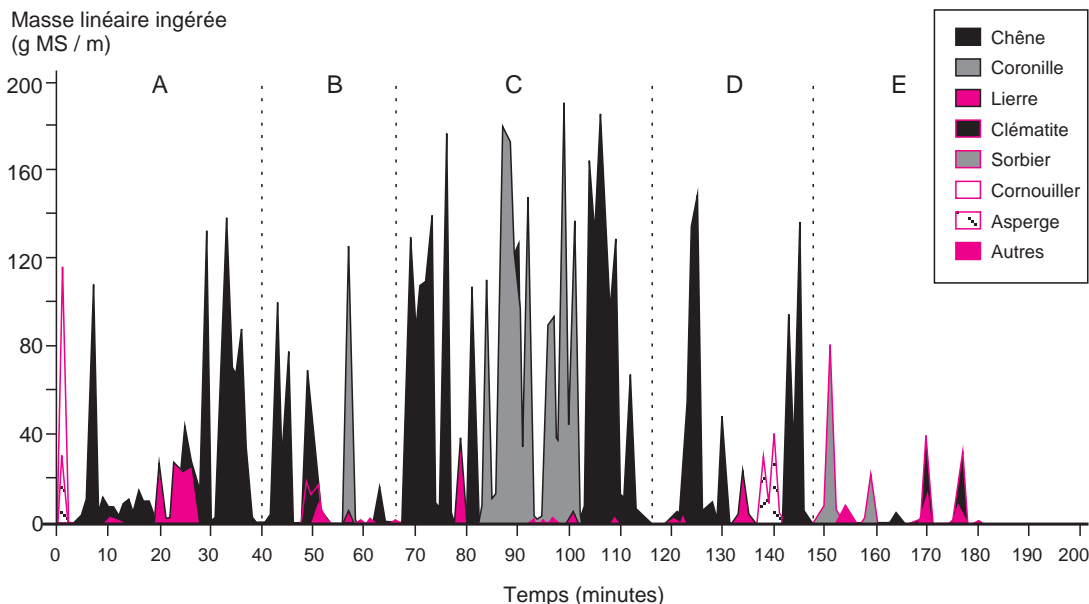 Masse linéaire ingérée
(g MS / m)
A B C D E
200
160
120
80
40
0
0 10 20 30 40 50 60 70 80 90 100 110 120 130 140 150 160 170 180 190 200
Temps (minutes)
Chêne
Coronille
Lierre
Clématite
Sorbier
Cornouiller
Asperge
Autres